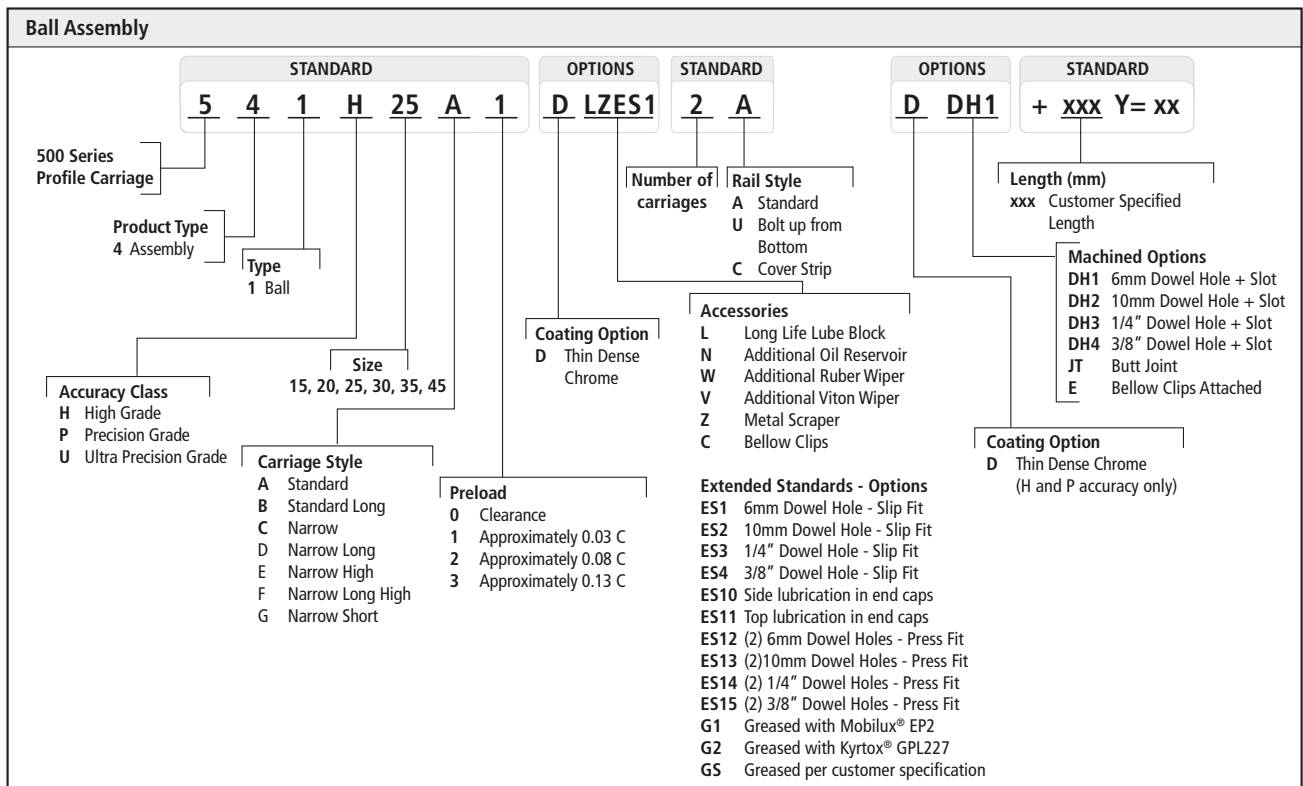 Ball Assembly
STANDARD OPTIONS STANDARD OPTIONS STANDARD
5 4 1 H 25 A 1 D LZES1 2 A D DH1 + xxx Y= xx
500 Series
Profile Carriage
Product Type
4 Assembly
Type
1 Ball
Accuracy Class
H High Grade
P Precision Grade
U Ultra Precision Grade
Size
15, 20, 25, 30, 35, 45
Carriage Style
A Standard
B Standard Long
C Narrow
D Narrow Long
E Narrow High
F Narrow Long High
G Narrow Short
Preload
0 Clearance
1 Approximately 0.03 C
2 Approximately 0.08 C
3 Approximately 0.13 C
Coating Option
D Thin Dense
Chrome
Number of
carriages
Rail Style
A Standard
U Bolt up from
Bottom
C Cover Strip
Accessories
L Long Life Lube Block
N Additional Oil Reservoir
W Additional Ruber Wiper
V Additional Viton Wiper
Z Metal Scraper
C Bellow Clips
Extended Standards - Options
ES1 6mm Dowel Hole - Slip Fit
ES2 10mm Dowel Hole - Slip Fit
ES3 1/4" Dowel Hole - Slip Fit
ES4 3/8" Dowel Hole - Slip Fit
ES10 Side lubrication in end caps
ES11 Top lubrication in end caps
ES12 (2) 6mm Dowel Holes - Press Fit
ES13 (2)10mm Dowel Holes - Press Fit
ES14 (2) 1/4" Dowel Holes - Press Fit
ES15 (2) 3/8" Dowel Holes - Press Fit
G1 Greased with Mobilux® EP2
G2 Greased with Kyrtox® GPL227
GS Greased per customer specification
Length (mm)
xxx Customer Specified
Length
Machined Options
DH1 6mm Dowel Hole + Slot
DH2 10mm Dowel Hole + Slot
DH3 1/4" Dowel Hole + Slot
DH4 3/8" Dowel Hole + Slot
JT Butt Joint
E Bellow Clips Attached
Coating Option
D Thin Dense Chrome
(H and P accuracy only)